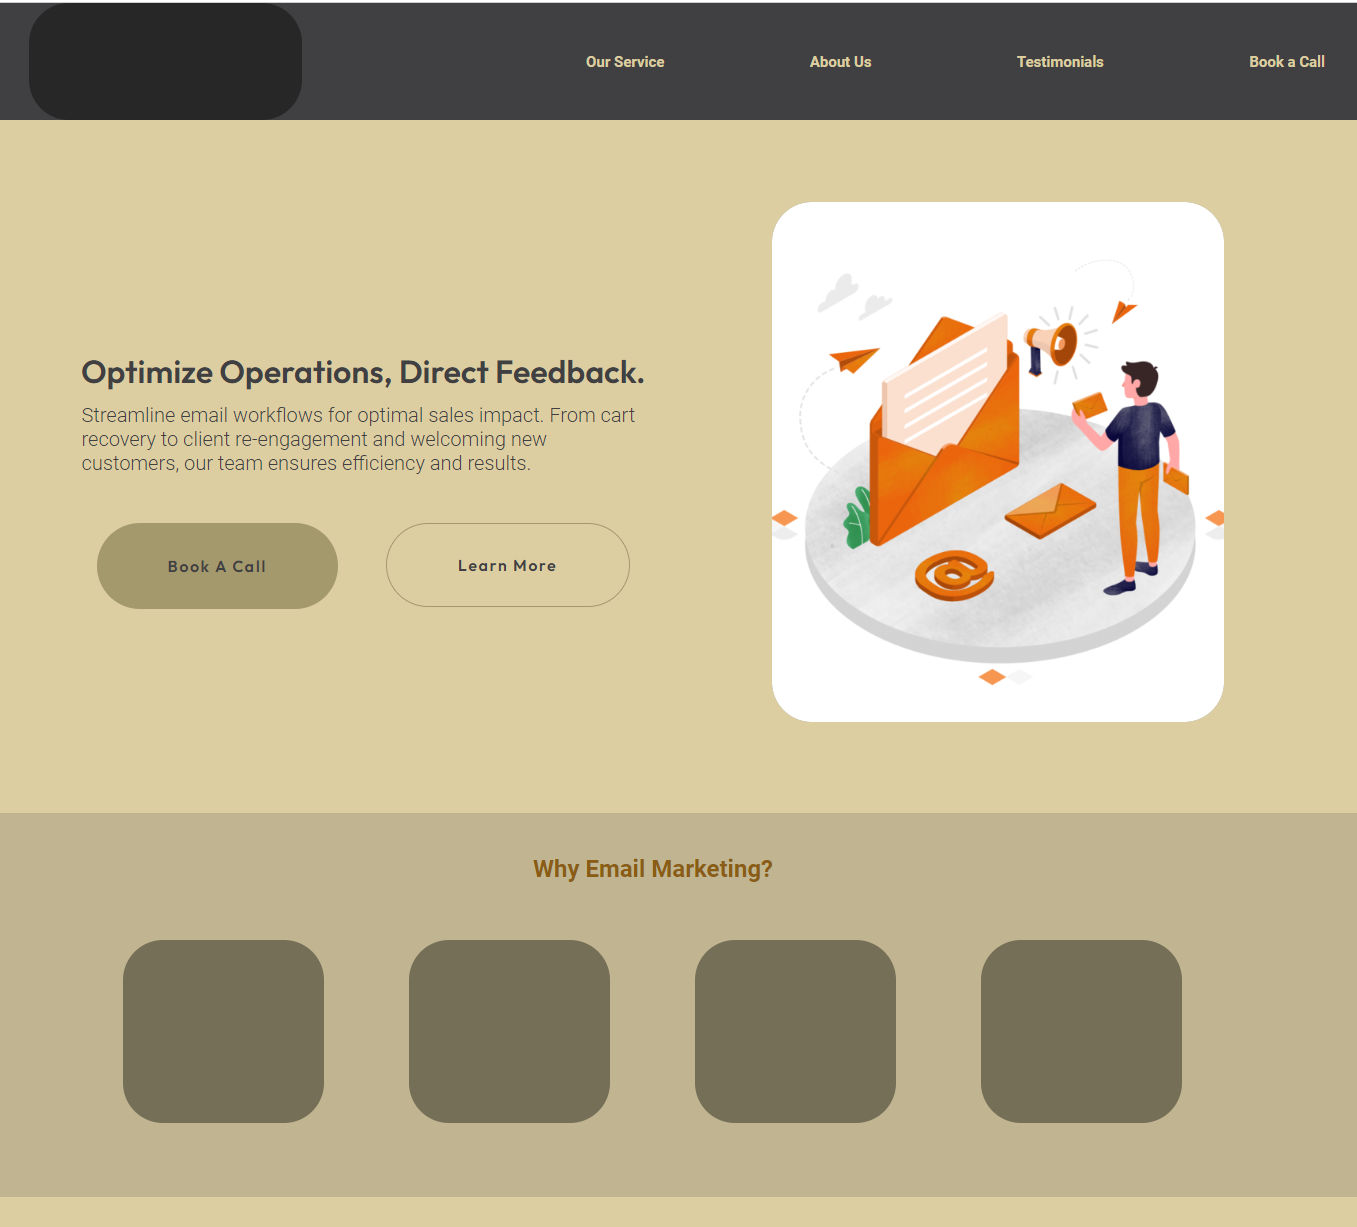 Our Service
About Us
Testimonials
Book a Call
Optimize Operations, Direct Feedback.
Streamline email workflows for optimal sales impact. From cart
recovery to client re-engagement and welcoming new
customers, our team ensures efficiency and results.
Book A Call
Learn More
Why Email Marketing?